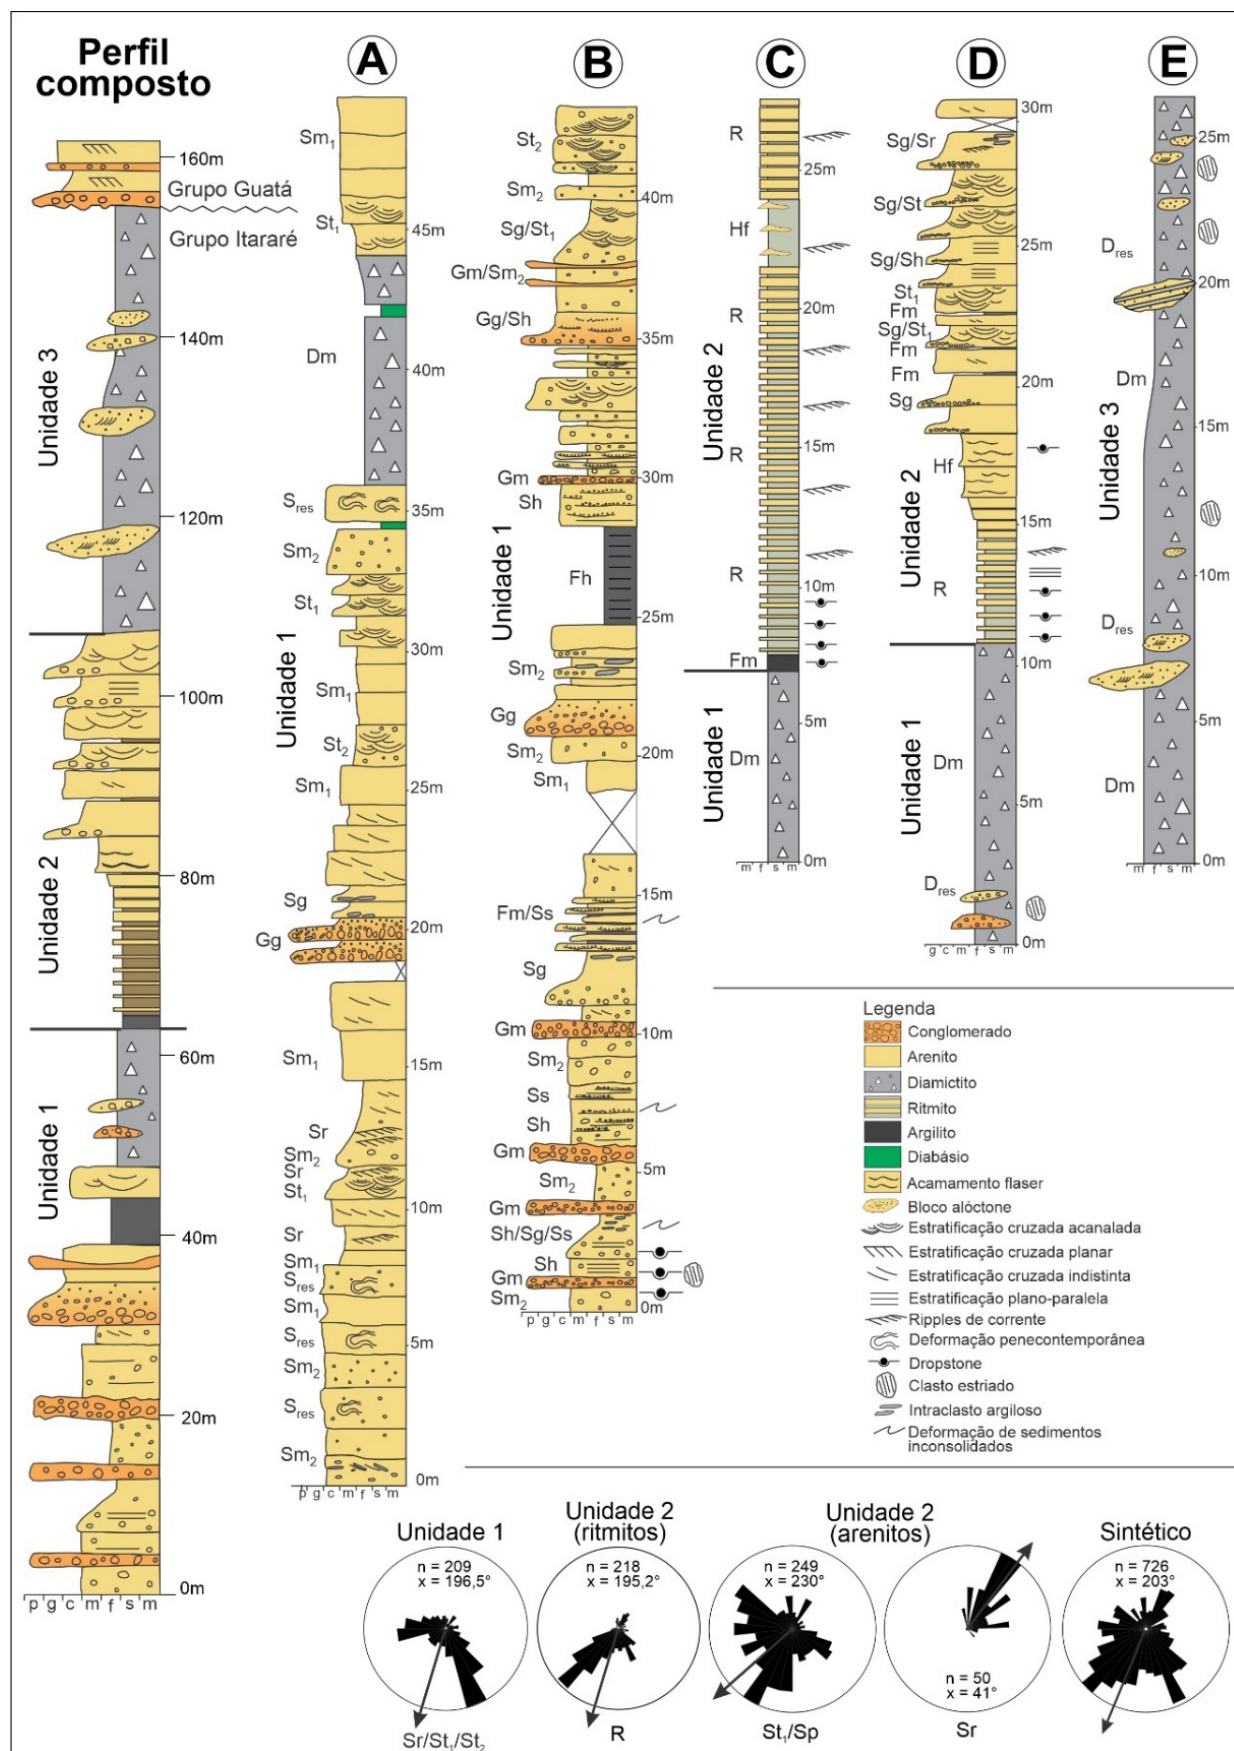 Perfil
composto
160m
Grupo Guatá
Grupo Itararé
140m
Unidade 3
120m
100m
Unidade 2
80m
60m
Unidade 1
40m
20m
0m
p g c m f s m
A
Sm1
St1
45m
Dm
40m
Sres
35m
Sm2
St1
Unidade 1
30m
Sm1
St2
Sm1
25m
Sg
Gg
20m
Sm1
15m
Sr
Sm2
Sr
St1
10m
Sr
Sm1
Sres
Sm1
Sres
5m
Sm2
Sres
Sm2
0m
p g c m f s m
B
St2
Sm2
40m
Sg/St1
Gm/Sm2
Gg/Sh
35m
Gm
30m
Sh
Unidade 1
Fh
25m
Sm2
Gg
Sm2
20m
Sm1
15m
Fm/Ss
Sg
Gm
10m
Sm2
Ss
Sh
Gm
5m
Sm2
Gm
Sh/Sg/Ss
Sh
Gm
Sm2
0m
p g c m f s m
C
R
25m
Hf
R
20m
Unidade 2
R
15m
R
10m
Fm
Unidade 1
5m
Dm
0m
m f s m
D
30m
Sg/Sr
Sg/St
25m
Sg/Sh
St1
Fm
Sg/St1
Fm
Fm
20m
Sg
Hf
Unidade 2
15m
R
10m
Unidade 1
Dm
5m
Dres
0m
g c m f s m
E
25m
Dres
20m
Dm
15m
Unidade 3
10m
Dres
5m
Dm
0m
m f s m
Legenda
Conglomerado
Arenito
Diamictito
Ritmito
Argilito
Diabásio
Acamamento flaser
Bloco alóctone
Estratificação cruzada acanalada
Estratificação cruzada planar
Estratificação cruzada indistinta
Estratificação plano-paralela
Ripples de corrente
Deformação penecontemporânea
Dropstone
Clasto estriado
Intraclasto argiloso
Deformação de sedimentos
inconsolidados
Unidade 1
n = 209
x = 196,5°
Sr/St1/St2
Unidade 2
(ritmitos)
n = 218
x = 195,2°
R
Unidade 2
(arenitos)
n = 249
x = 230°
St1/Sp
n = 50
x = 41°
Sr
Sintético
n = 726
x = 203°